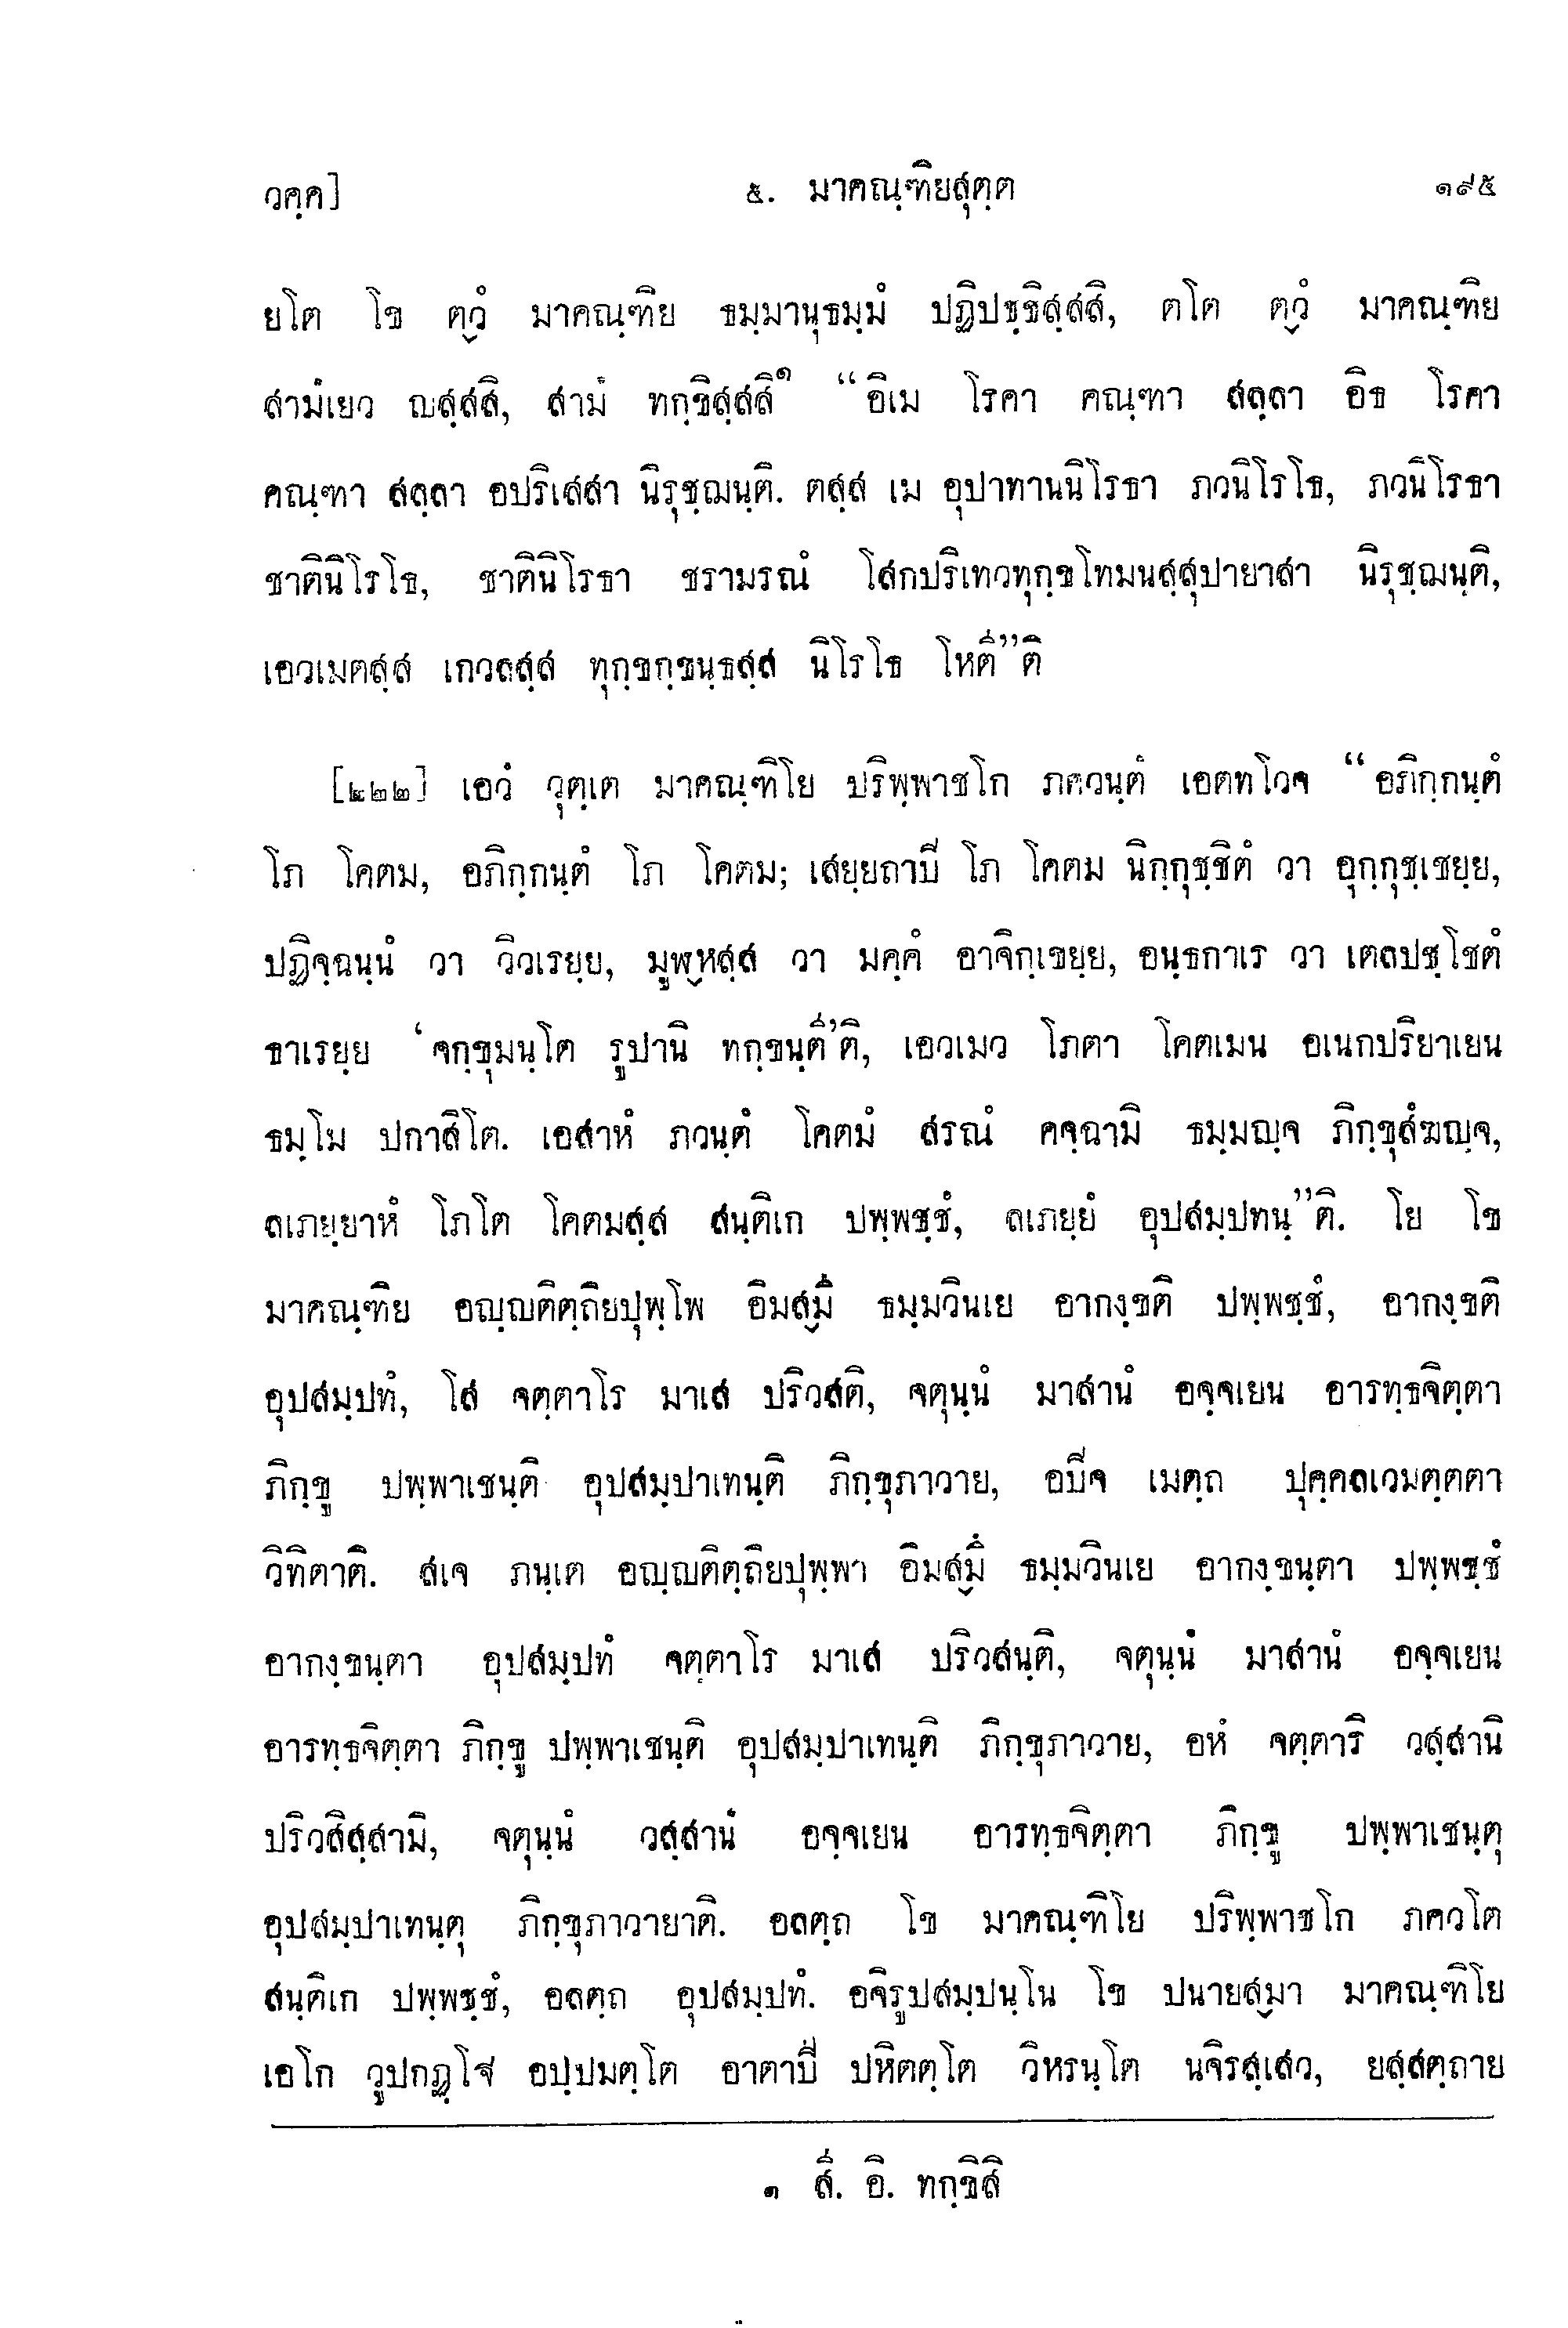 วคฺค]
๕. มาคณฺฑิยสุตฺต
๑๙๕
ยโต โข ตฺวํ มาคณฺฑิย ธมฺมานุธมฺมํ ปฏิปชฺชิสฺสสิ, ตโต ตฺวํ มาคณฺฑิย
สามํเยว ญสฺสสิ, สามํ ทกฺขิสฺสสิ๑ “อิเม โรคา คณฺฑา สลฺลา อิธ โรคา
คณฺฑา สลฺลา อปริเสสา นิรุชฺฌนฺติ. ตสฺส เม อุปาทานนิโรธา ภวนิโรโธ, ภวนิโรธา
ชาตินิโรโธ, ชาตินิโรธา ชรามรณํ โสกปริเทวทุกฺขโทมนสฺสุปายาสา นิรุชฺฌนฺติ,
เอวเมตสฺส เกวลสฺส ทุกฺขกฺขนฺธสฺส นิโรโธ โหตี”ติ
[๒๒๒] เอวํ วุตฺเต มาคณฺฑิโย ปริพฺพาชโก ภควนฺตํ เอตทโวจ “อภิกฺกนฺตํ
โภ โคตม, อภิกฺกนฺตํ โภ โคตม; เสยฺยถาปิ โภ โคตม นิกฺกุชฺชิตํ วา อุกฺกุชฺเชยฺย,
ปฏิจฺฉนฺนํ วา วิวเรยฺย, มูฬฺหสฺส วา มคฺคํ อาจิกฺเขยฺย, อนฺธกาเร วา เตลปชฺโชตํ
ธาเรยฺย ‘จกฺขุมนฺโต รูปานิ ทกฺขนฺตี’ติ, เอวเมว โภตา โคตเมน อเนกปริยาเยน
ธมฺโม ปกาสิโต. เอสาหํ ภวนฺตํ โคตมํ สรณํ คจฺฉามิ ธมฺมญฺจ ภิกฺขุสํฆญฺจ,
ลเภยฺยาหํ โภโต โคตมสฺส สนฺติเก ปพฺพชฺชํ, ลเภยฺยํ อุปสมฺปทนฺ”ติ. โย โข
มาคณฺฑิย อญฺญติตฺถิยปุพฺโพ อิมสฺมึ ธมฺมวินเย อากงฺขติ ปพฺพชฺชํ, อากงฺขติ
อุปสมฺปทํ, โส จตฺตาโร มาเส ปริวสติ, จตุนฺนํ มาสานํ อจฺจเยน อารทฺธจิตฺตา
ภิกฺขู ปพฺพาเชนฺติ อุปสมฺปาเทนฺติ ภิกฺขุภาวาย, อปิจ เมตฺถ ปุคฺคลเวมตฺตตา
วิทิตาติ. สเจ ภนฺเต อญฺญติตฺถิยปุพฺพา อิมสฺมึ ธมฺมวินเย อากงฺขนฺตา ปพฺพชฺชํ
อากงฺขนฺตา อุปสมฺปทํ จตฺตาโร มาเส ปริวสนฺติ, จตุนฺนํ มาสานํ อจฺจเยน
อารทฺธจิตฺตา ภิกฺขู ปพฺพาเชนฺติ อุปสมฺปาเทนฺติ ภิกฺขุภาวาย, อหํ จตฺตาริ วสฺสานิ
ปริวสิสฺสามิ, จตุนฺนํ วสฺสานํ อจฺจเยน อารทฺธจิตฺตา ภิกฺขู ปพฺพาเชนฺตุ
อุปสมฺปาเทนฺตุ ภิกฺขุภาวายาติ. อลตฺถ โข มาคณฺฑิโย ปริพฺพาชโก ภควโต
สนฺติเก ปพฺพชฺชํ, อลตฺถ อุปสมฺปทํ. อจิรูปสมฺปนฺโน โข ปนายสฺมา มาคณฺฑิโย
เอโก วูปกฏฺโฐ อปฺปมตฺโต อาตาปี ปหิตตฺโต วิหรนฺโต นจิรสฺเสว, ยสฺสตฺถาย
๑ สี. อิ. ทกฺขิสิ